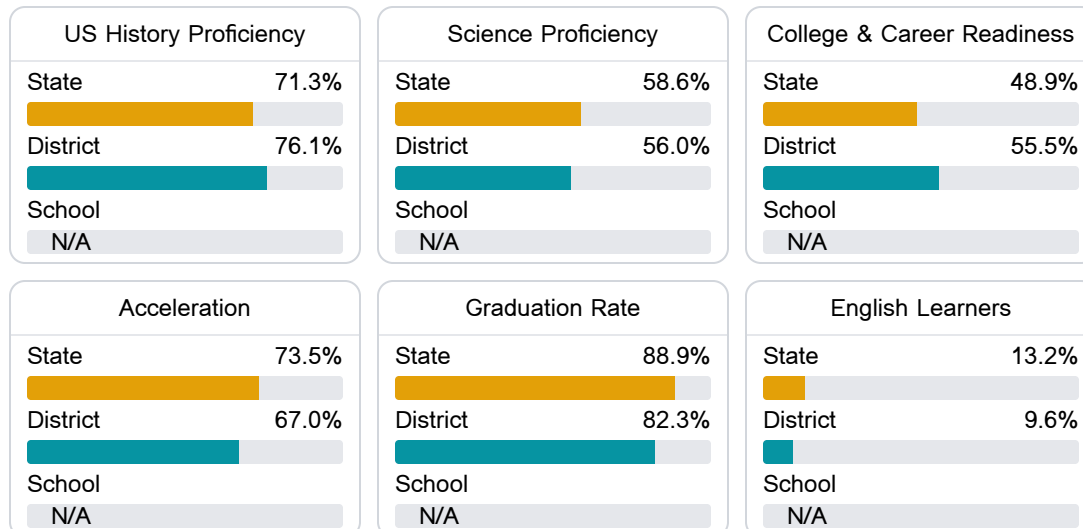 US History Proficiency
State 71.3%
District 76.1%
School
N/A
Science Proficiency
State 58.6%
District 56.0%
School
N/A
College & Career Readiness
State 48.9%
District 55.5%
School
N/A
Acceleration
State 73.5%
District 67.0%
School
N/A
Graduation Rate
State 88.9%
District 82.3%
School
N/A
English Learners
State 13.2%
District 9.6%
School
N/A